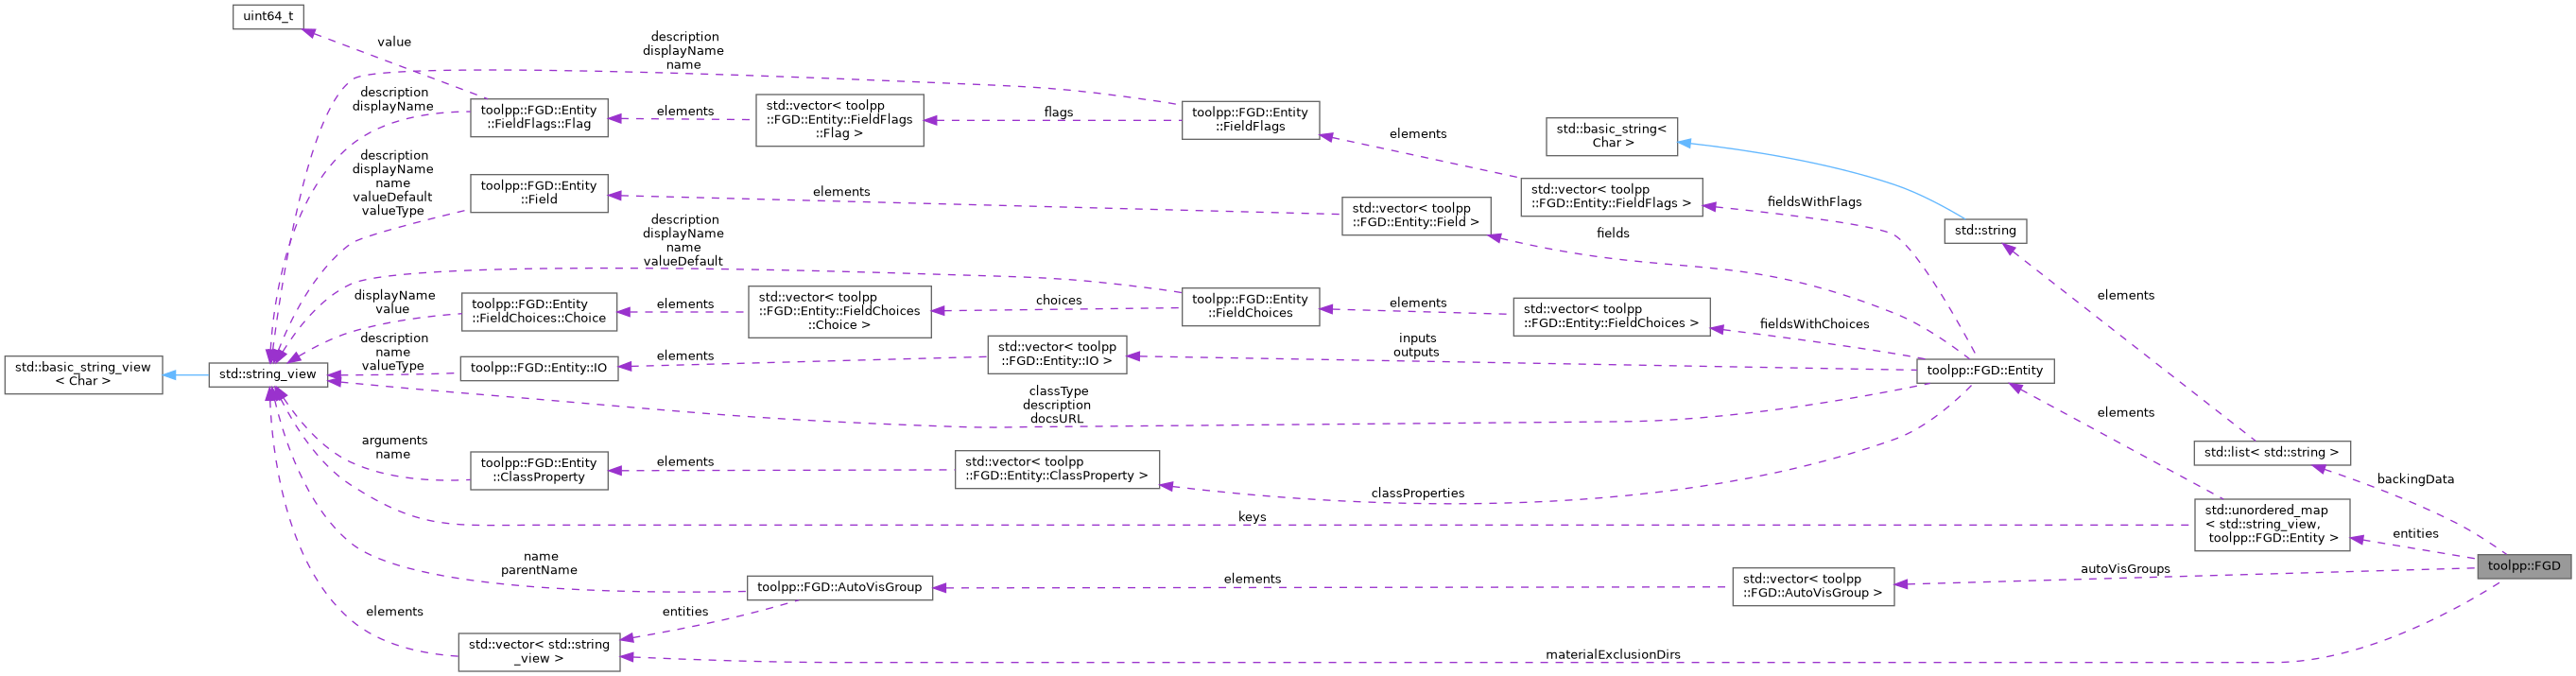 uint64_t
value
description
displayName
name
description
displayName
toolpp::FGD::Entity
::FieldFlags::Flag
elements
std::vector< toolpp
::FGD::Entity::FieldFlags
::Flag >
flags
toolpp::FGD::Entity
::FieldFlags
elements
std::basic_string<
Char >
description
displayName
name
valueDefault
valueType
toolpp::FGD::Entity
::Field
elements
std::vector< toolpp
::FGD::Entity::Field >
std::vector< toolpp
::FGD::Entity::FieldFlags >
fieldsWithFlags
fields
std::string
description
displayName
name
valueDefault
displayName
value
toolpp::FGD::Entity
::FieldChoices::Choice
elements
std::vector< toolpp
::FGD::Entity::FieldChoices
::Choice >
choices
toolpp::FGD::Entity
::FieldChoices
elements
std::vector< toolpp
::FGD::Entity::FieldChoices >
fieldsWithChoices
elements
std::basic_string_view
< Char >
std::string_view
description
name
valueType
toolpp::FGD::Entity::IO
elements
std::vector< toolpp
::FGD::Entity::IO >
inputs
outputs
toolpp::FGD::Entity
classType
description
docsURL
elements
arguments
name
toolpp::FGD::Entity
::ClassProperty
elements
std::vector< toolpp
::FGD::Entity::ClassProperty >
classProperties
std::list< std::string >
backingData
keys
std::unordered_map
< std::string_view,
toolpp::FGD::Entity >
entities
toolpp::FGD
name
parentName
toolpp::FGD::AutoVisGroup
elements
std::vector< toolpp
::FGD::AutoVisGroup >
autoVisGroups
elements
entities
std::vector< std::string
_view >
materialExclusionDirs